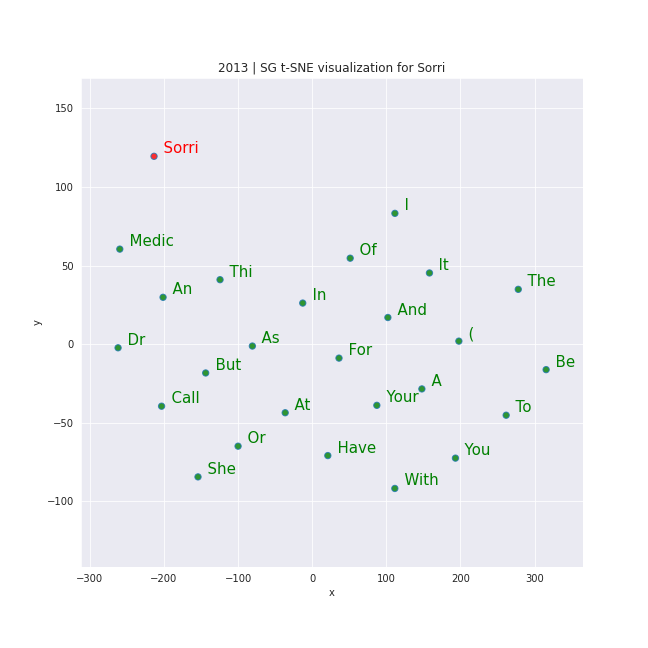 2013 | SG t-SNE visualization for Sorri
150
Sorri
100
I
Medic
Of
50
It
Thi
The
An
In
And
(
0
Dr
As
For
But
Be
A
Call
Your
At
To
−50
Or
Have
You
She
With
−100
y
−300 −200 −100 0 100 200 300
x